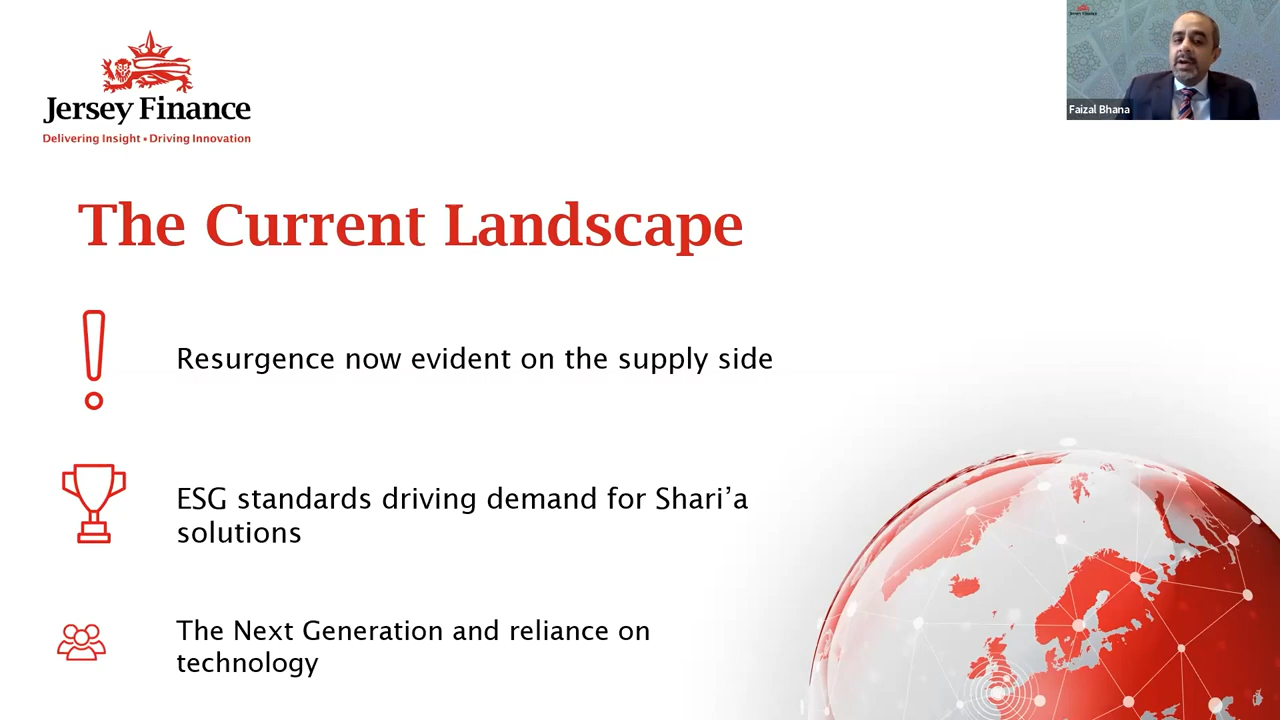 Jersey Finance
Delivering Insight • Driving Innovation
Faizal Bhana
The Current Landscape
Resurgence now evident on the supply side
ESG standards driving demand for Shari’a
solutions
The Next Generation and reliance on
technology